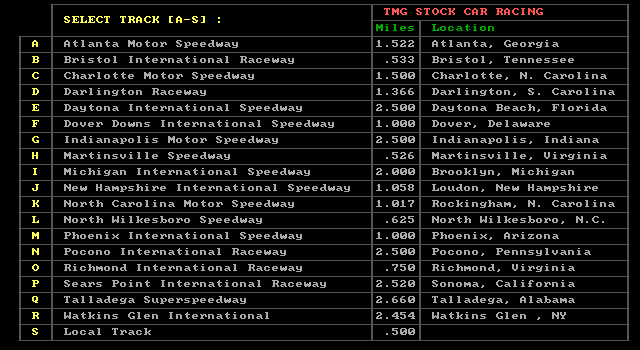 SELECT TRACK [A-S] : TMG STOCK CAR RACING
Miles Location
A Atlanta Motor Speedway 1.522 Atlanta, Georgia
B Bristol International Raceway .533 Bristol, Tennessee
C Charlotte Motor Speedway 1.500 Charlotte, N. Carolina
D Darlington Raceway 1.366 Darlington, S. Carolina
E Daytona International Speedway 2.500 Daytona Beach, Florida
F Dover Downs International Speedway 1.000 Dover, Delaware
G Indianapolis Motor Speedway 2.500 Indianapolis, Indiana
H Martinsville Speedway .526 Martinsville, Virginia
I Michigan International Speedway 2.000 Brooklyn, Michigan
J New Hampshire International Speedway 1.058 Loudon, New Hampshire
K North Carolina Motor Speedway 1.017 Rockingham, N. Carolina
L North Wilkesboro Speedway .625 North Wilkesboro, N.C.
M Phoenix International Speedway 1.000 Phoenix, Arizona
N Pocono International Raceway 2.500 Pocono, Pennsylvania
O Richmond International Raceway .750 Richmond, Virginia
P Sears Point International Raceway 2.520 Sonoma, California
Q Talladega Superspeedway 2.660 Talladega, Alabama
R Watkins Glen International 2.454 Watkins Glen , NY
S Local Track .500